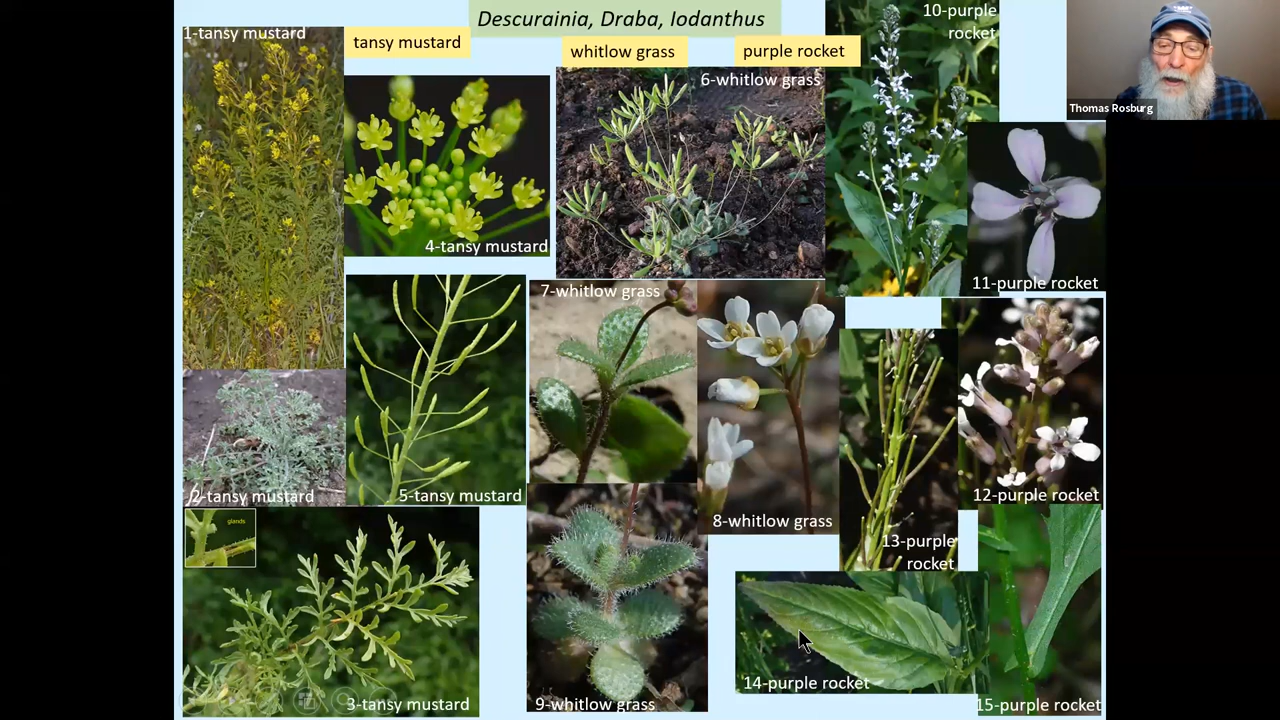 Descurainia, Draba, Iodanthus
tansy mustard
whitlow grass
purple rocket
1-tansy mustard
4-tansy mustard
6-whitlow grass
10-purple
rocket
Thomas Rosburg
11-purple rocket
7-whitlow grass
2-tansy mustard
5-tansy mustard
8-whitlow grass
12-purple rocket
13-purple
rocket
glands
3-tansy mustard
9-whitlow grass
14-purple rocket
15-purple rocket